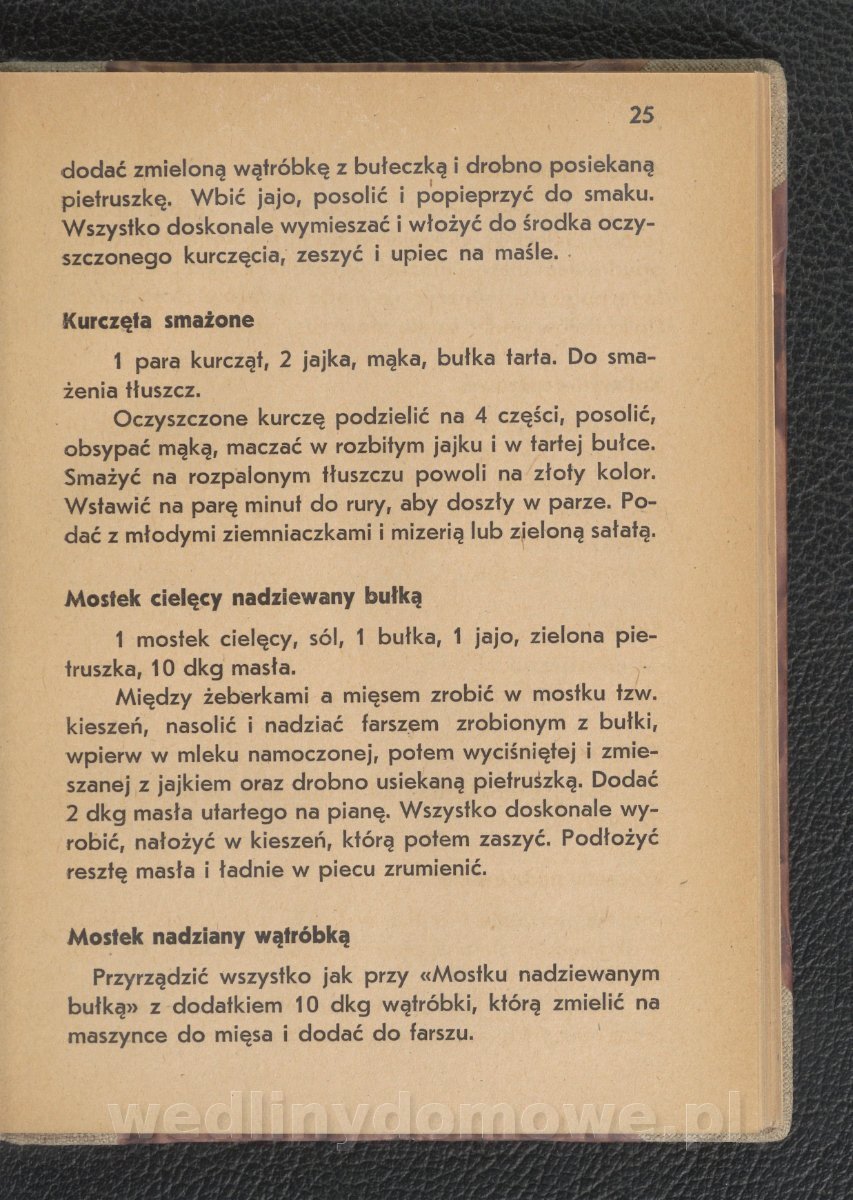 25
dodać zmieloną wątróbkę z bułeczką i drobno posiekaną
pietruszkę. Wbić jajo, posolić i popieprzyć do smaku.
Wszystko doskonale wymieszać i włożyć do środka oczy-
szczonego kurczęcia, zeszyć i upiec na maśle.
Kurczęta smażone
1 para kurcząt, 2 jajka, mąka, bułka tarta. Do sma-
żenia tłuszcz.
Oczyszczone kurczę podzielić na 4 części, posolić,
obsypać mąką, maczać w rozbitym jajku i w tartej bułce.
Smażyć na rozpalonym tłuszczu powoli na złoty kolor.
Wstawić na parę minut do rury, aby doszły w parze. Po-
dać z młodymi ziemniaczkami i mizerią lub zieloną sałatą.
Mostek cielęcy nadziewany bułką
1 mostek cielęcy, sól, 1 bułka, 1 jajo, zielona pie-
truszka, 10 dkg masła.
Między żeberkami a mięsem zrobić w mostku tzw.
kieszeń, nasolić i nadziać farszem zrobionym z bułki,
wpierw w mleku namoczonej, potem wyciśniętej i zmie-
szanej z jajkiem oraz drobno usiekaną pietruszką. Dodać
2 dkg masła utartego na pianę. Wszystko doskonale wy-
robić, nałożyć w kieszeń, którą potem zaszyć. Podłożyć
resztę masła i ładnie w piecu zrumienić.
Mostek nadziany wątróbką
Przyrządzić wszystko jak przy «Mostku nadziewanym
bułką» z dodatkiem 10 dkg wątróbki, którą zmielić na
maszynce do mięsa i dodać do farszu.
wedlinydomowe.pl